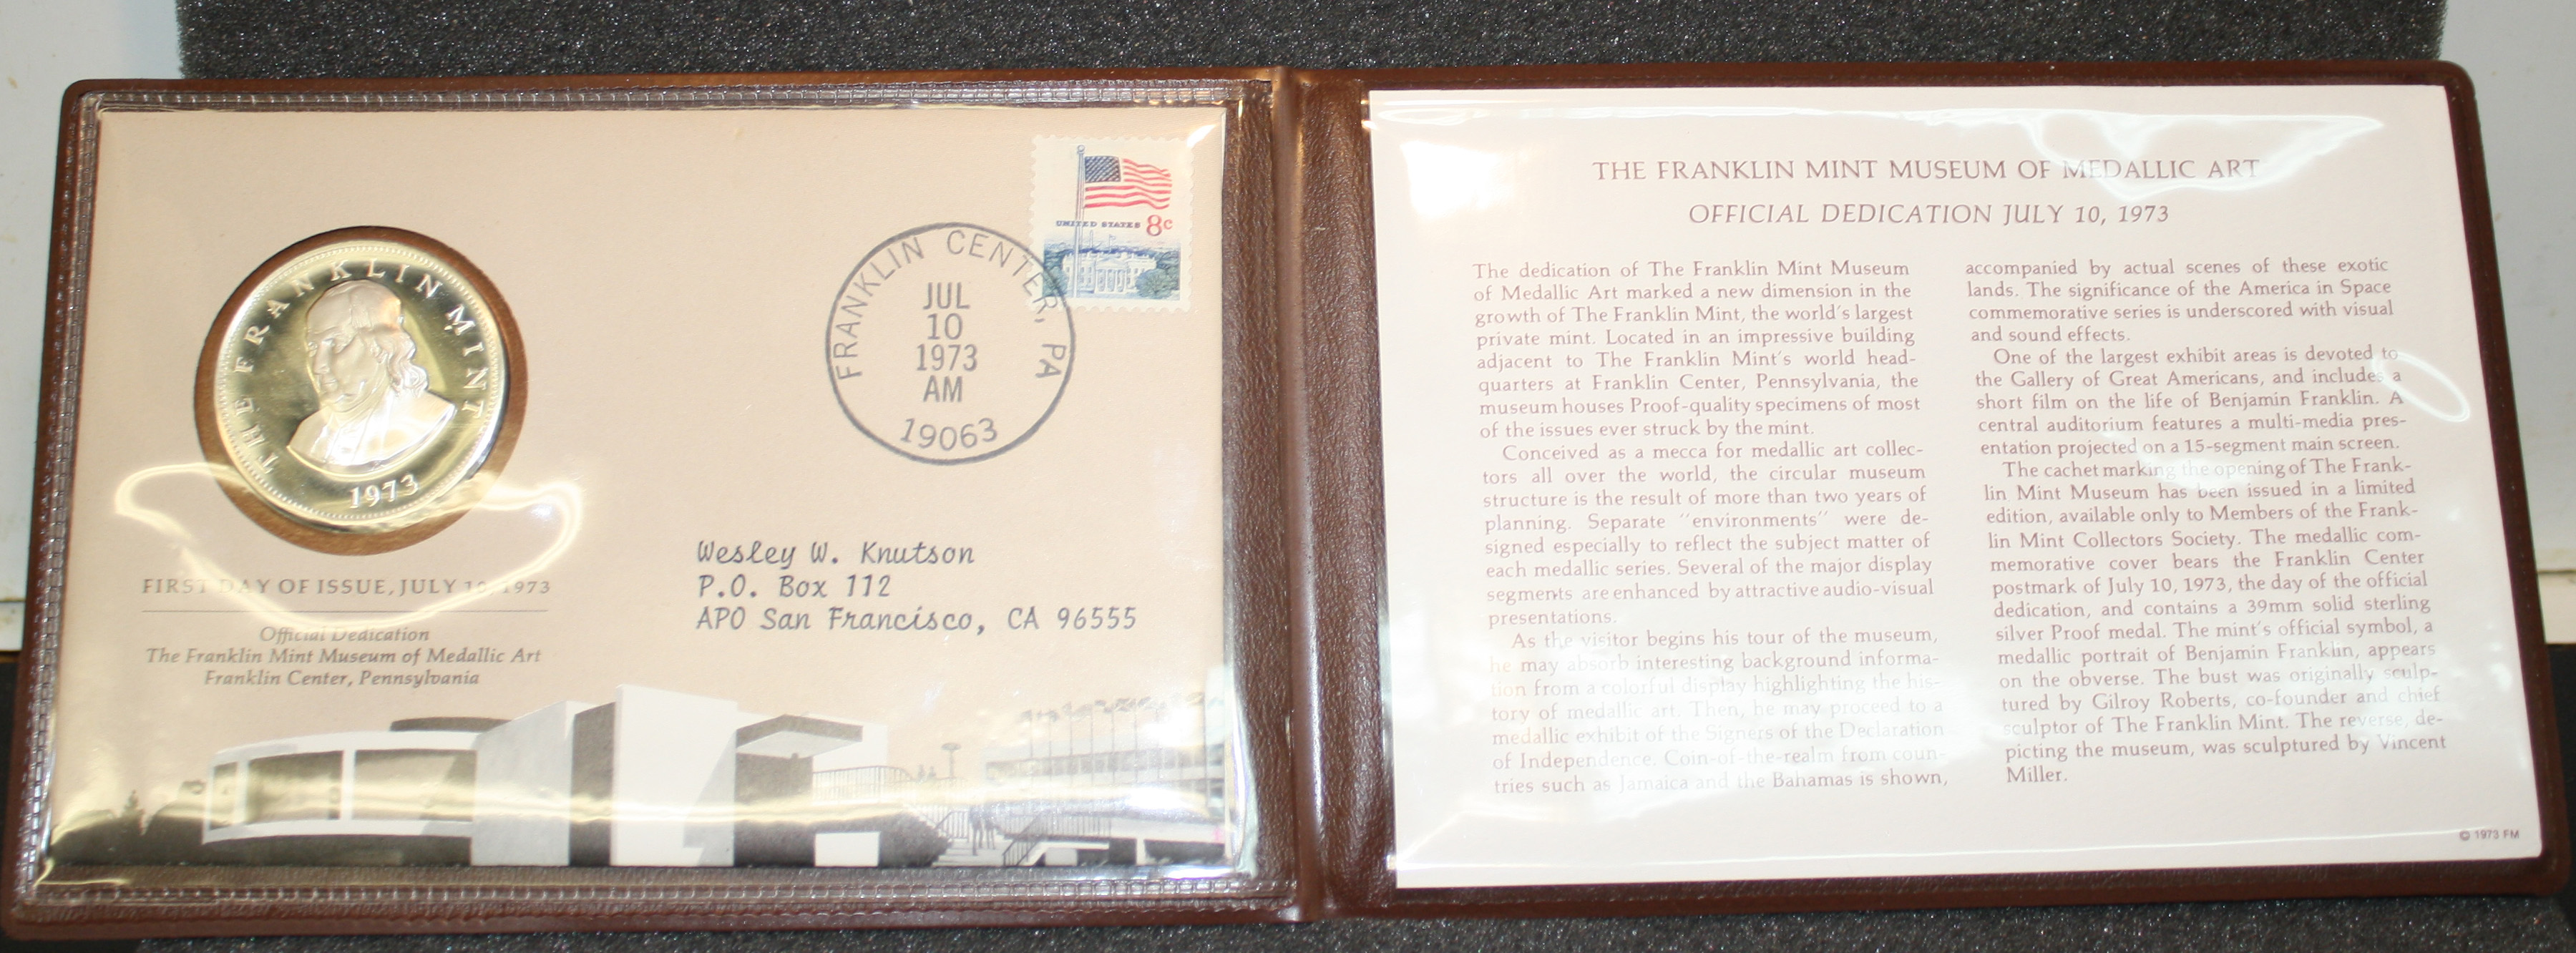 THE FRANKLIN MINT
1973
UNITED STATES 8c
FRANKLIN CENTER, PA
JUL
10
1973
AM
19063
Wesley W. Knutson
P.O. Box 112
APO San Francisco, CA 96555
FIRST DAY OF ISSUE, JULY 10, 1973
Official Dedication
The Franklin Mint Museum of Medallic Art
Franklin Center, Pennsylvania
THE FRANKLIN MINT MUSEUM OF MEDALLIC ART
OFFICIAL DEDICATION JULY 10, 1973
The dedication of The Franklin Mint Museum
of Medallic Art marked a new dimension in the
growth of The Franklin Mint, the world's largest
private mint. Located in an impressive building
adjacent to The Franklin Mint's world head-
quarters at Franklin Center, Pennsylvania, the
museum houses Proof-quality specimens of most
of the issues ever struck by the mint.
Conceived as a mecca for medallic art collec-
tors all over the world, the circular museum
structure is the result of more than two years of
planning. Separate "environments" were de-
signed especially to reflect the subject matter of
each medallic series. Several of the major display
segments are enhanced by attractive audio-visual
presentations.
As the visitor begins his tour of the museum,
he may absorb interesting background informa-
tion from a colorful display highlighting the his-
tory of medallic art. Then, he may proceed to a
medallic exhibit of the Signers of the Declaration
of Independence. Coin-of-the-realm from coun-
tries such as Jamaica and the Bahamas is shown,
accompanied by actual scenes of these exotic
lands. The significance of the America in Space
commemorative series is underscored with visual
and sound effects.
One of the largest exhibit areas is devoted to
the Gallery of Great Americans, and includes a
short film on the life of Benjamin Franklin. A
central auditorium features a multi-media pres-
entation projected on a 15-segment main screen.
The cachet marking the opening of The Frank-
lin Mint Museum has been issued in a limited
edition, available only to Members of the Frank-
lin Mint Collectors Society. The medallic com-
memorative cover bears the Franklin Center
postmark of July 10, 1973, the day of the official
dedication, and contains a 39mm solid sterling
silver Proof medal. The mint's official symbol, a
medallic portrait of Benjamin Franklin, appears
on the obverse. The bust was originally sculp-
tured by Gilroy Roberts, co-founder and chief
sculptor of The Franklin Mint. The reverse, de-
picting the museum, was sculptured by Vincent
Miller.
© 1973 FM